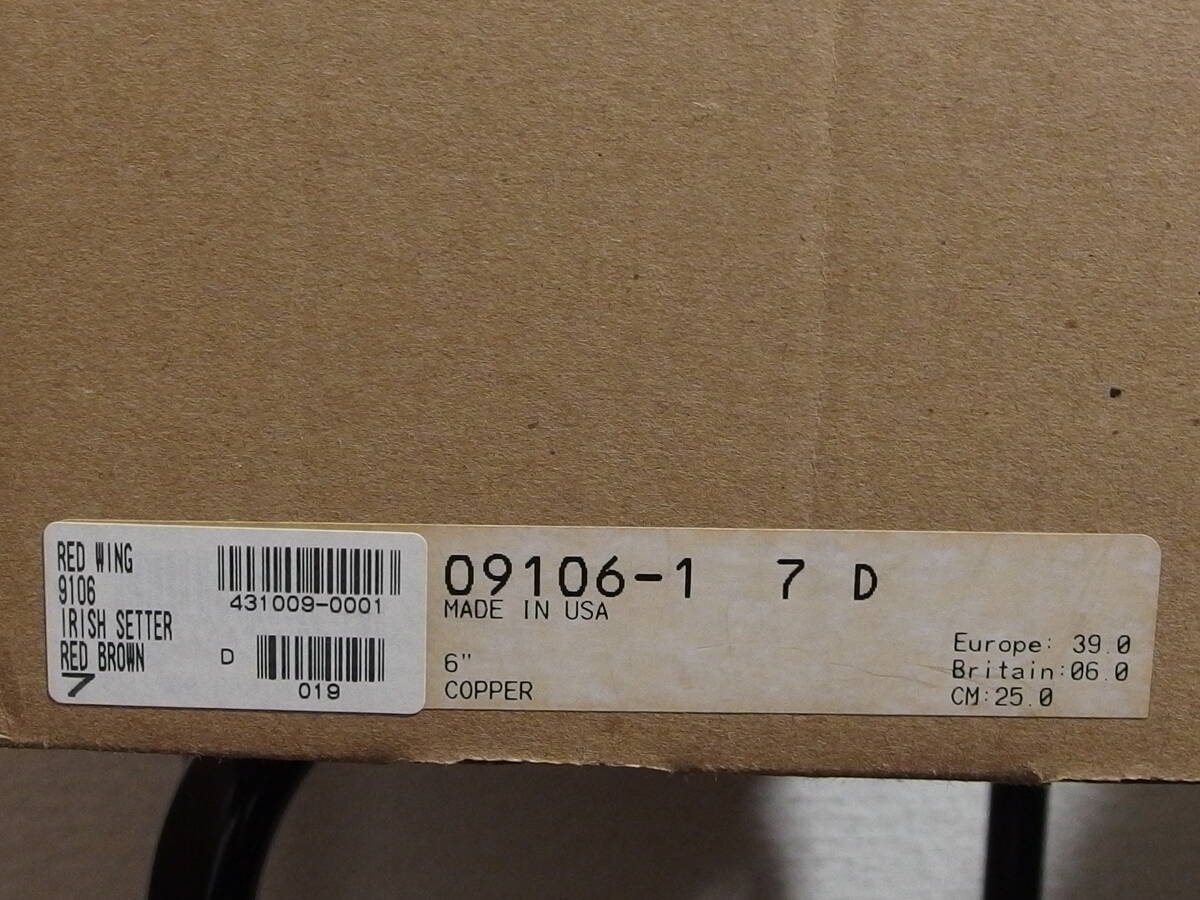 RED WING
9106
IRISH SETTER
RED BROWN
7
431009-0001
D
019
09106-1 7 D
MADE IN USA
6"
COPPER
Europe: 39.0
Britain:06.0
CM:25.0